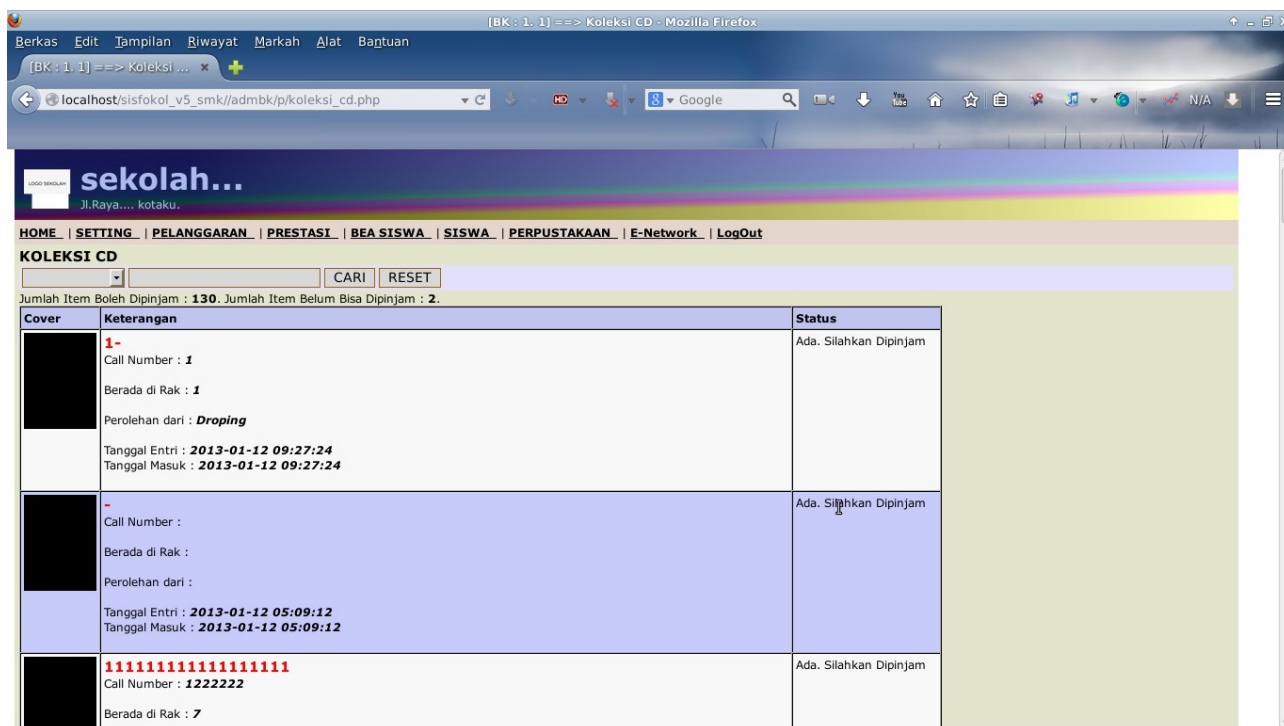 [BK : 1. 1] ==> Koleksi CD - Mozilla Firefox
Berkas Edit Tampilan Riwayat Markah Alat Bantuan
[BK : 1. 1] ==> Koleksi ...
localhost/sisfokol_v5_smk//admbk/p/koleksi_cd.php HD 8 Google You Tube N/A
LOGO SEKOLAH
sekolah...
Jl.Raya.... kotaku.
HOME | SETTING | PELANGGARAN | PRESTASI | BEA SISWA | SISWA | PERPUSTAKAAN | E-Network | LogOut
KOLEKSI CD
CARI RESET
Jumlah Item Boleh Dipinjam : 130. Jumlah Item Belum Bisa Dipinjam : 2.
Cover Keterangan Status
1- Ada. Silahkan Dipinjam
Call Number : 1
Berada di Rak : 1
Perolehan dari : Droping
Tanggal Entri : 2013-01-12 09:27:24
Tanggal Masuk : 2013-01-12 09:27:24
- Ada. Silahkan Dipinjam
Call Number :
Berada di Rak :
Perolehan dari :
Tanggal Entri : 2013-01-12 05:09:12
Tanggal Masuk : 2013-01-12 05:09:12
111111111111111111 Ada. Silahkan Dipinjam
Call Number : 1222222
Berada di Rak : 7